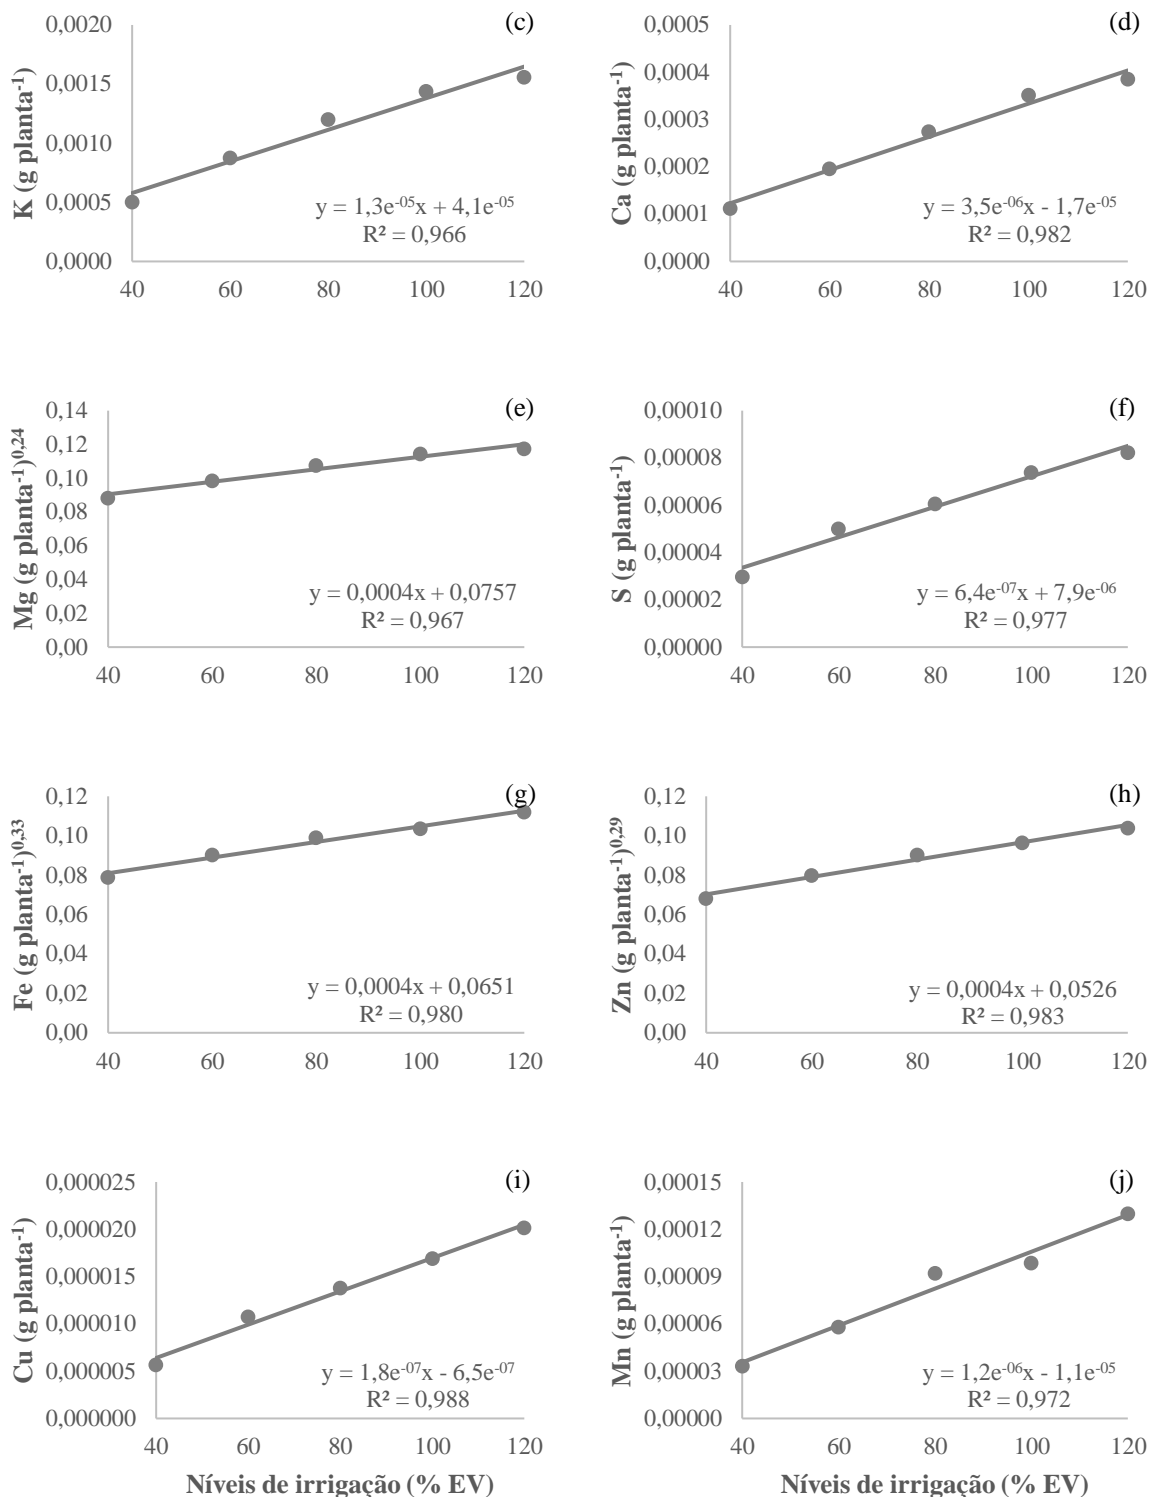 (c)
K (g planta⁻¹)
0,0020
0,0015
0,0010
0,0005
0,0000
y = 1,3e⁻⁰⁵x + 4,1e⁻⁰⁵
R² = 0,966
40 60 80 100 120
(d)
Ca (g planta⁻¹)
0,0005
0,0004
0,0003
0,0002
0,0001
0,0000
y = 3,5e⁻⁰⁶x - 1,7e⁻⁰⁵
R² = 0,982
40 60 80 100 120
(e)
Mg (g planta⁻¹)⁰,²⁴
0,14
0,12
0,10
0,08
0,06
0,04
0,02
0,00
y = 0,0004x + 0,0757
R² = 0,967
40 60 80 100 120
(f)
S (g planta⁻¹)
0,00010
0,00008
0,00006
0,00004
0,00002
0,00000
y = 6,4e⁻⁰⁷x + 7,9e⁻⁰⁶
R² = 0,977
40 60 80 100 120
(g)
Fe (g planta⁻¹)⁰,³³
0,12
0,10
0,08
0,06
0,04
0,02
0,00
y = 0,0004x + 0,0651
R² = 0,980
40 60 80 100 120
(h)
Zn (g planta⁻¹)⁰,²⁹
0,12
0,10
0,08
0,06
0,04
0,02
0,00
y = 0,0004x + 0,0526
R² = 0,983
40 60 80 100 120
(i)
Cu (g planta⁻¹)
0,000025
0,000020
0,000015
0,000010
0,000005
0,000000
y = 1,8e⁻⁰⁷x - 6,5e⁻⁰⁷
R² = 0,988
40 60 80 100 120
Níveis de irrigação (% EV)
(j)
Mn (g planta⁻¹)
0,00015
0,00012
0,00009
0,00006
0,00003
0,00000
y = 1,2e⁻⁰⁶x - 1,1e⁻⁰⁵
R² = 0,972
40 60 80 100 120
Níveis de irrigação (% EV)